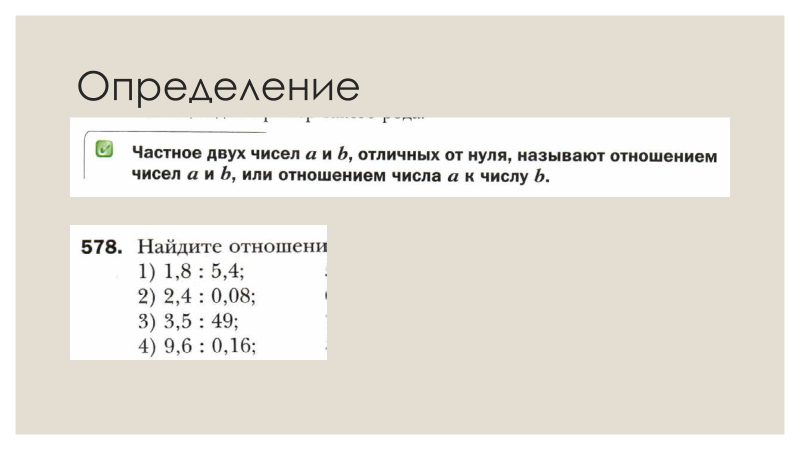 Определение
Частное двух чисел a и b, отличных от нуля, называют отношением
чисел a и b, или отношением числа a к числу b.
578. Найдите отношени
1) 1,8 : 5,4;
2) 2,4 : 0,08;
3) 3,5 : 49;
4) 9,6 : 0,16;